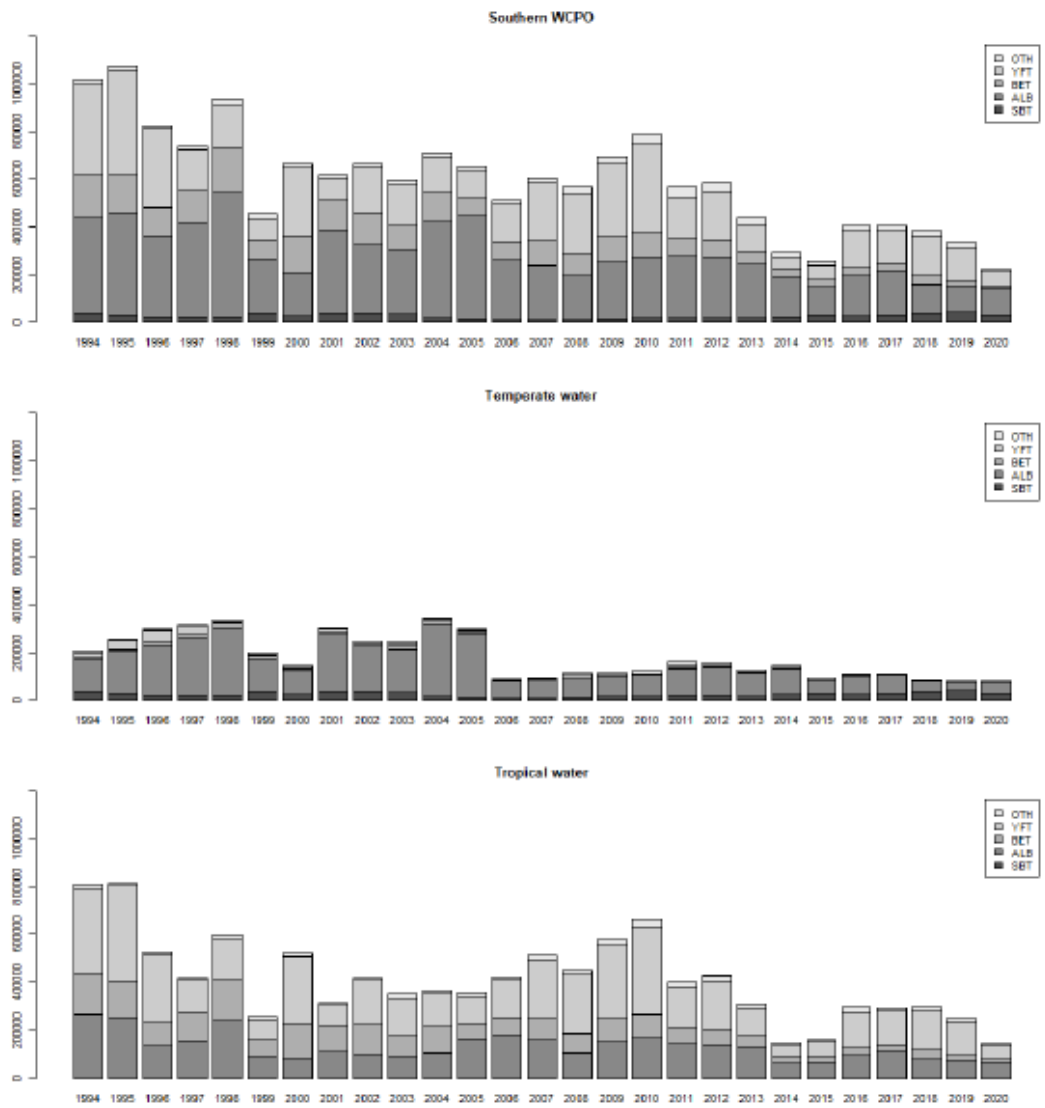 Southern WCPO
1000000
800000
600000
400000
200000
0
OTH
YFT
BET
ALB
SBT
1994 1995 1996 1997 1998 1999 2000 2001 2002 2003 2004 2005 2006 2007 2008 2009 2010 2011 2012 2013 2014 2015 2016 2017 2018 2019 2020
Temperate water
1000000
800000
600000
400000
200000
0
OTH
YFT
BET
ALB
SBT
1994 1995 1996 1997 1998 1999 2000 2001 2002 2003 2004 2005 2006 2007 2008 2009 2010 2011 2012 2013 2014 2015 2016 2017 2018 2019 2020
Tropical water
1000000
800000
600000
400000
200000
0
OTH
YFT
BET
ALB
SBT
1994 1995 1996 1997 1998 1999 2000 2001 2002 2003 2004 2005 2006 2007 2008 2009 2010 2011 2012 2013 2014 2015 2016 2017 2018 2019 2020